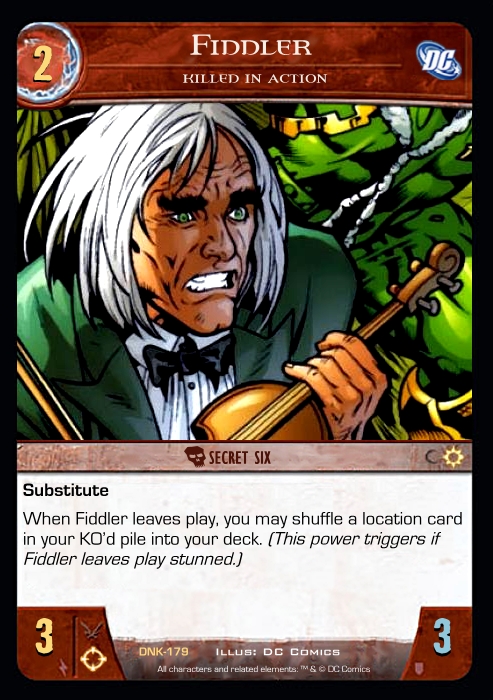 2
FIDDLER
DC
KILLED IN ACTION
SECRET SIX
Substitute
When Fiddler leaves play, you may shuffle a location card
in your KO'd pile into your deck. (This power triggers if
Fiddler leaves play stunned.)
3
DNK-179 ILLUS: DC COMICS
3
All characters and related elements: ™ & © DC Comics